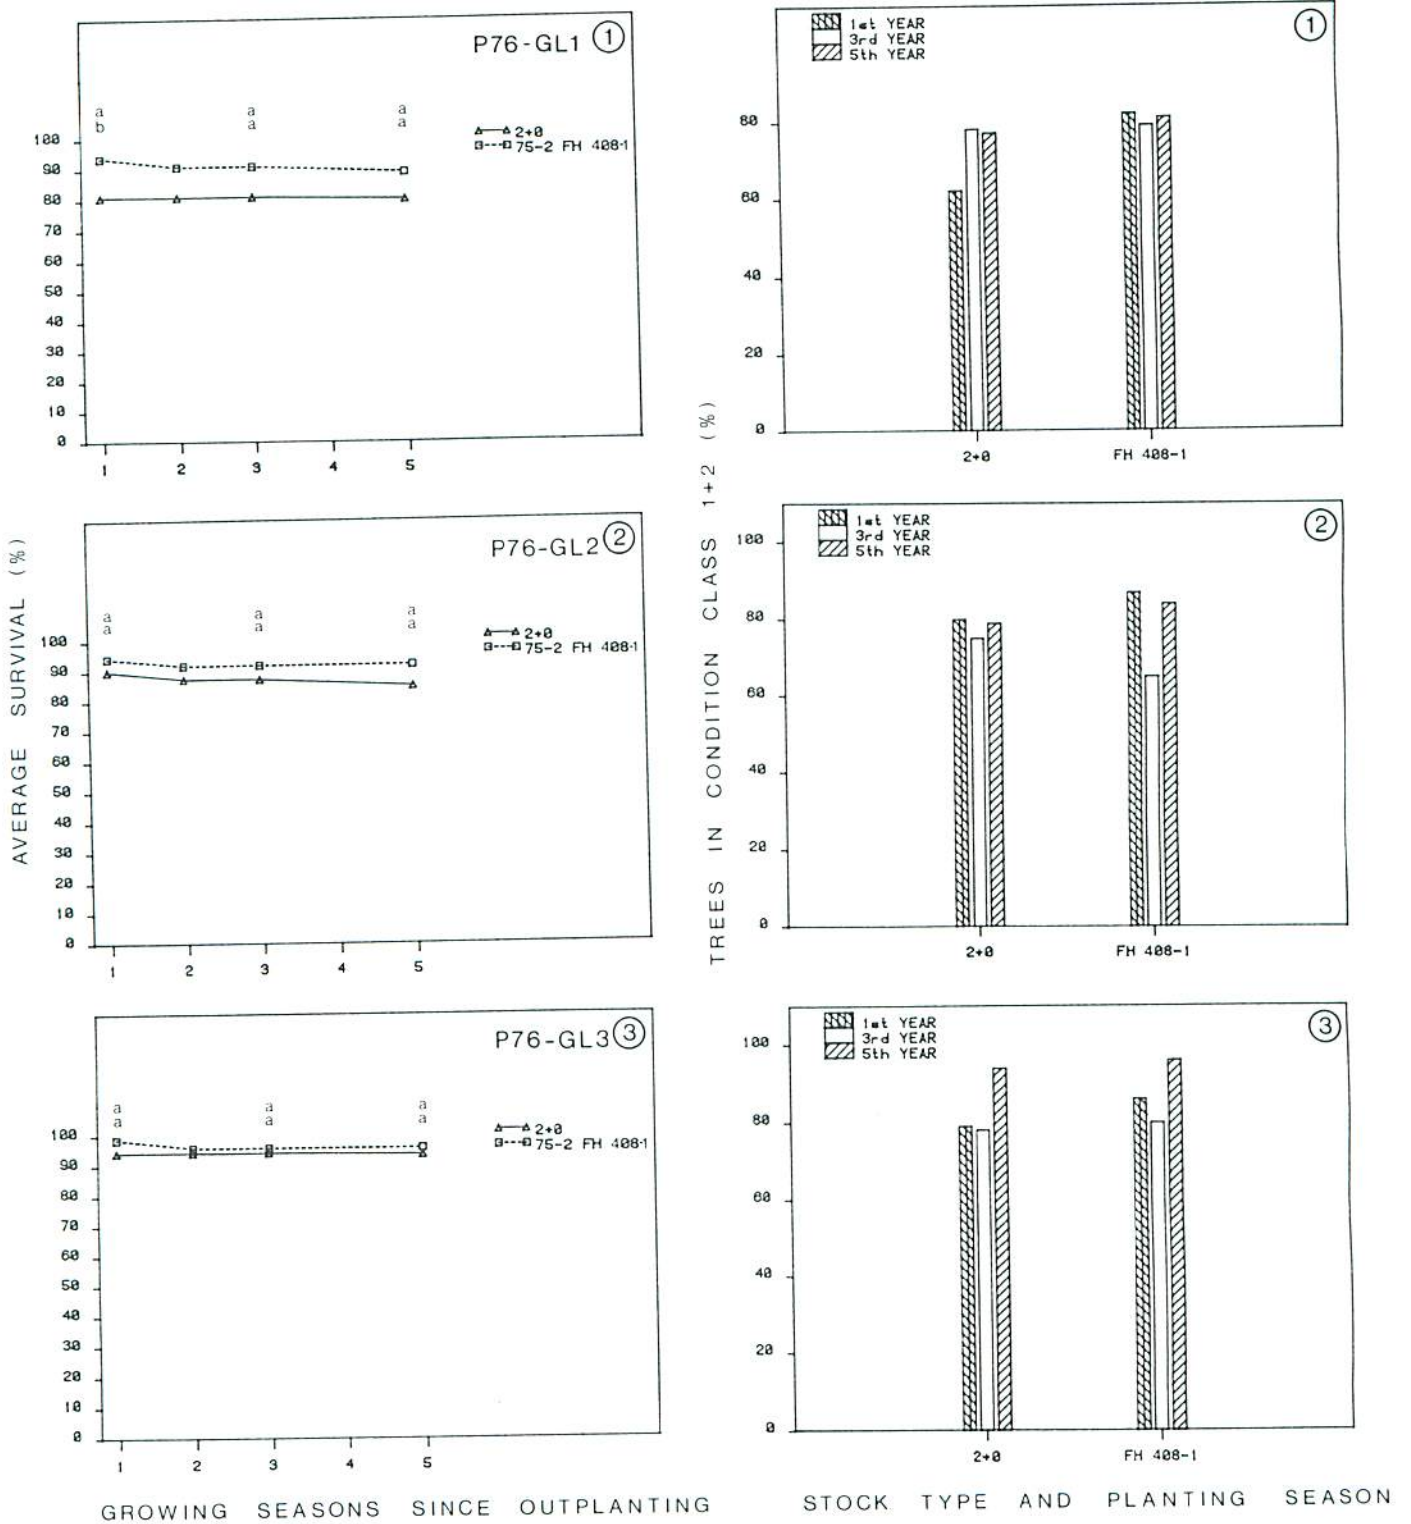 P76-GL1 1
a a a
b a a
2+0
75-2 FH 408-1
100
90
80
70
60
50
40
30
20
10
0
1 2 3 4 5
1
1st YEAR
3rd YEAR
5th YEAR
80
60
40
20
0
2+0 FH 408-1
P76-GL2 2
a a a
a a a
2+0
75-2 FH 408-1
100
90
80
70
60
50
40
30
20
10
0
1 2 3 4 5
2
1st YEAR
3rd YEAR
5th YEAR
100
80
60
40
20
0
2+0 FH 408-1
P76-GL3 3
a a a
a a a
2+0
75-2 FH 408-1
100
90
80
70
60
50
40
30
20
10
0
1 2 3 4 5
3
1st YEAR
3rd YEAR
5th YEAR
100
80
60
40
20
0
2+0 FH 408-1
AVERAGE SURVIVAL (%)
TREES IN CONDITION CLASS 1+2 (%)
GROWING SEASONS SINCE OUTPLANTING
STOCK TYPE AND PLANTING SEASON